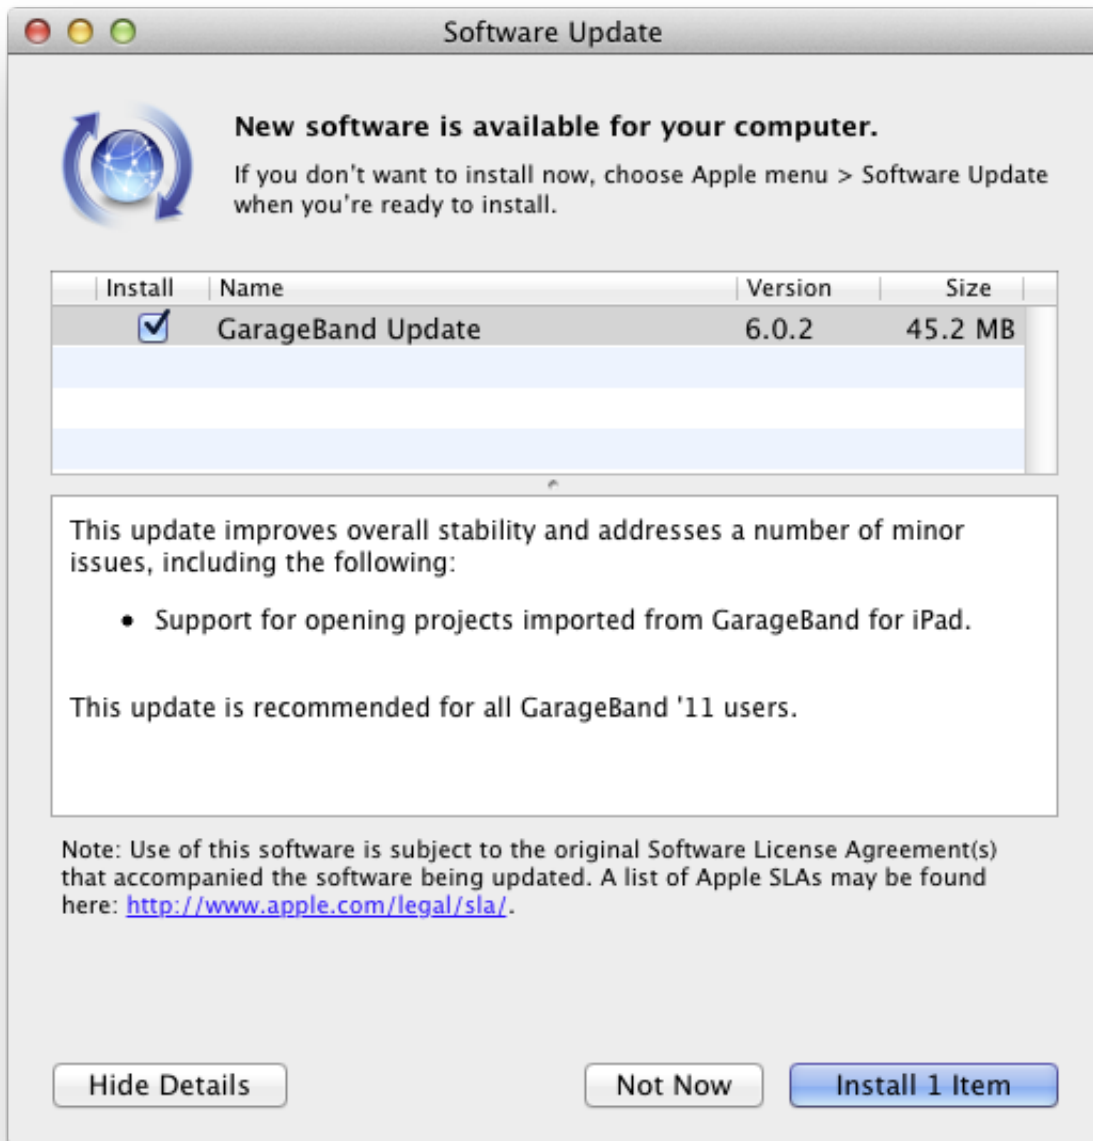 Software Update
New software is available for your computer.
If you don't want to install now, choose Apple menu > Software Update
when you're ready to install.
Install Name Version Size
GarageBand Update 6.0.2 45.2 MB
This update improves overall stability and addresses a number of minor
issues, including the following:
• Support for opening projects imported from GarageBand for iPad.
This update is recommended for all GarageBand '11 users.
Note: Use of this software is subject to the original Software License Agreement(s)
that accompanied the software being updated. A list of Apple SLAs may be found
here: http://www.apple.com/legal/sla/.
Hide Details Not Now Install 1 Item